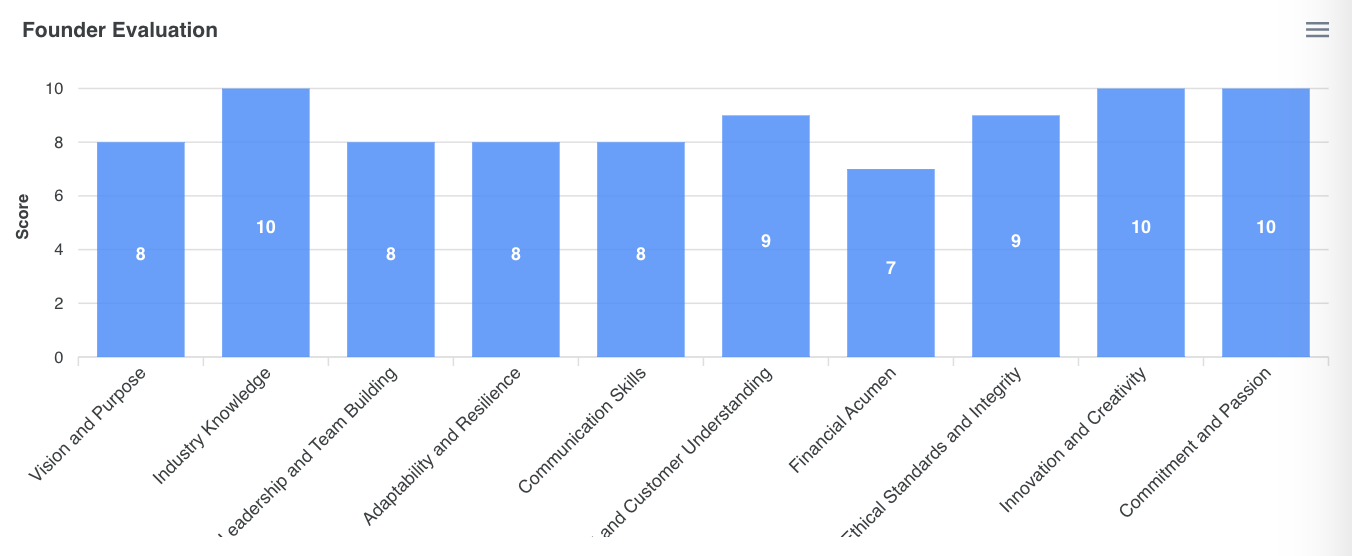 Founder Evaluation
Score
10
8
6
4
2
0
8
10
8
8
8
9
7
9
10
10
Vision and Purpose
Industry Knowledge
Leadership and Team Building
Adaptability and Resilience
Communication Skills
and Customer Understanding
Financial Acumen
Ethical Standards and Integrity
Innovation and Creativity
Commitment and Passion